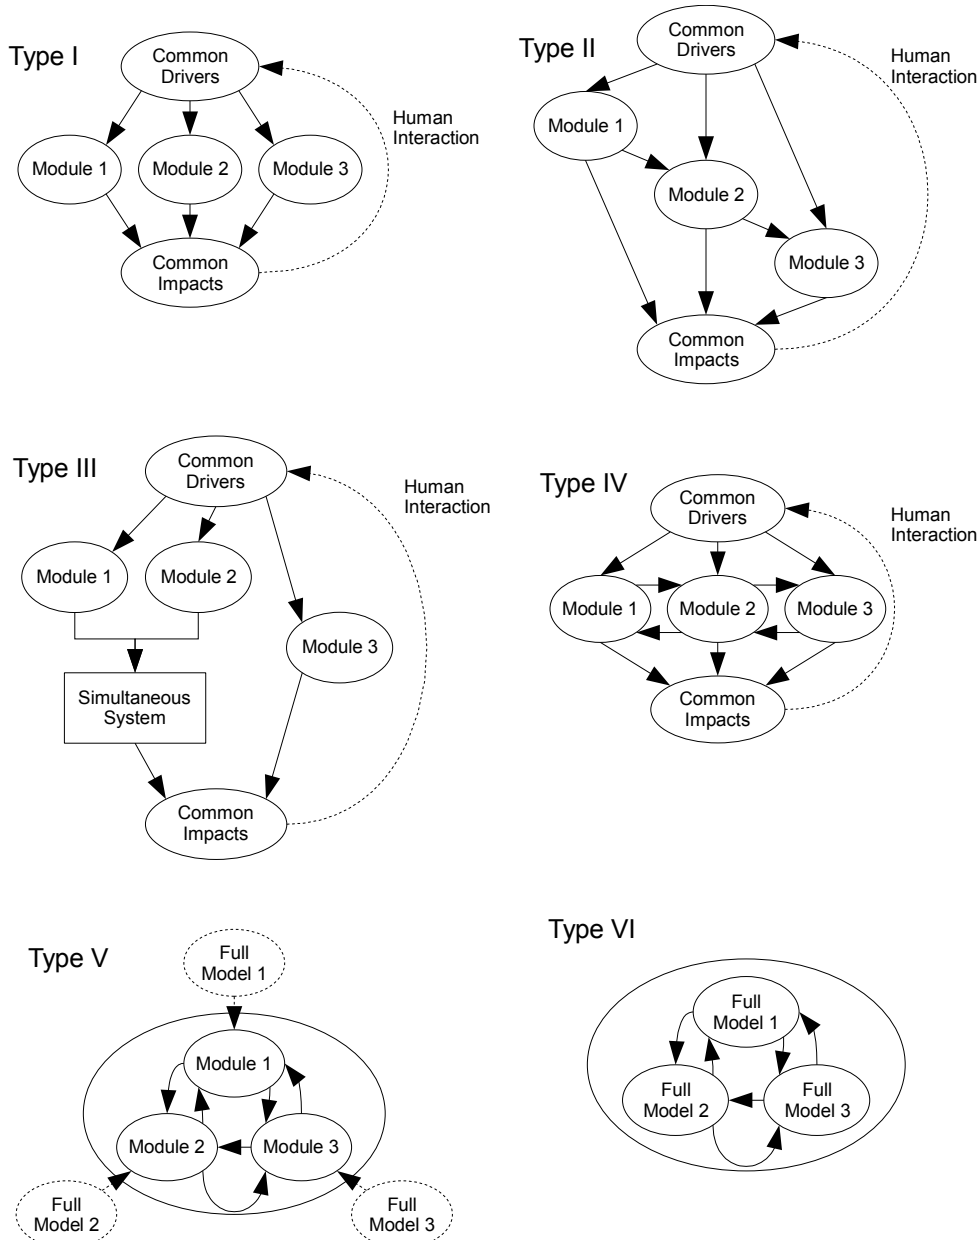 Type I
Common
Drivers
Human
Interaction
Module 1
Module 2
Module 3
Common
Impacts
Type II
Common
Drivers
Human
Interaction
Module 1
Module 2
Module 3
Common
Impacts
Type III
Common
Drivers
Human
Interaction
Module 1
Module 2
Module 3
Simultaneous
System
Common
Impacts
Type IV
Common
Drivers
Human
Interaction
Module 1
Module 2
Module 3
Common
Impacts
Type V
Full
Model 1
Module 1
Module 2
Module 3
Full
Model 2
Full
Model 3
Type VI
Full
Model 1
Full
Model 2
Full
Model 3